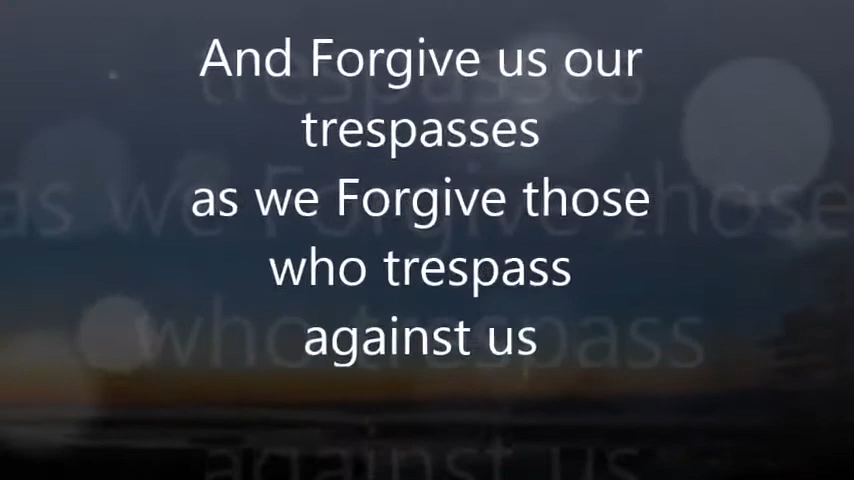 And Forgive us our
trespasses
as we Forgive those
who trespass
against us